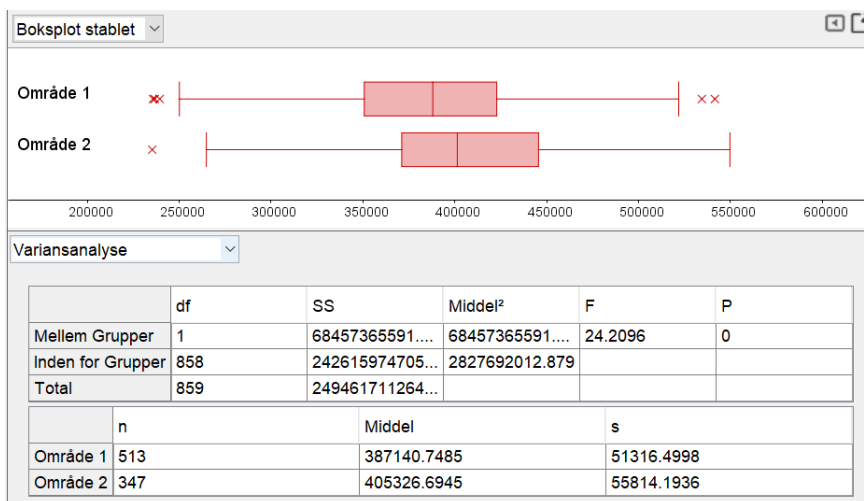 Boksplot stablet
Område 1
Område 2
200000 250000 300000 350000 400000 450000 500000 550000 600000
Variansanalyse
df SS Middel² F P
Mellem Grupper 1 68457365591.... 68457365591.... 24.2096 0
Inden for Grupper 858 242615974705... 2827692012.879
Total 859 249461711264...
n Middel s
Område 1 513 387140.7485 51316.4998
Område 2 347 405326.6945 55814.1936